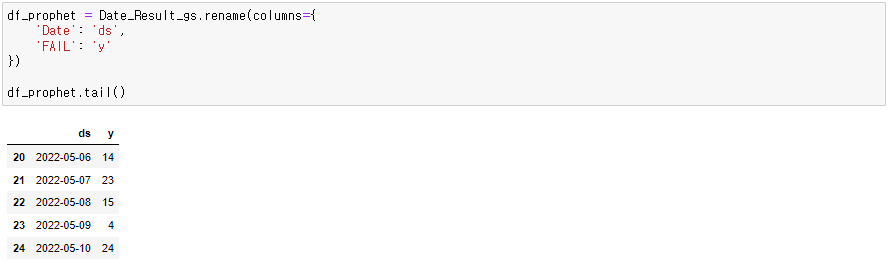 df_prophet = Date_Result_gs.rename(columns={
    'Date': 'ds',
    'FAIL': 'y'
})
df_prophet.tail()
ds y
20 2022-05-06 14
21 2022-05-07 23
22 2022-05-08 15
23 2022-05-09 4
24 2022-05-10 24